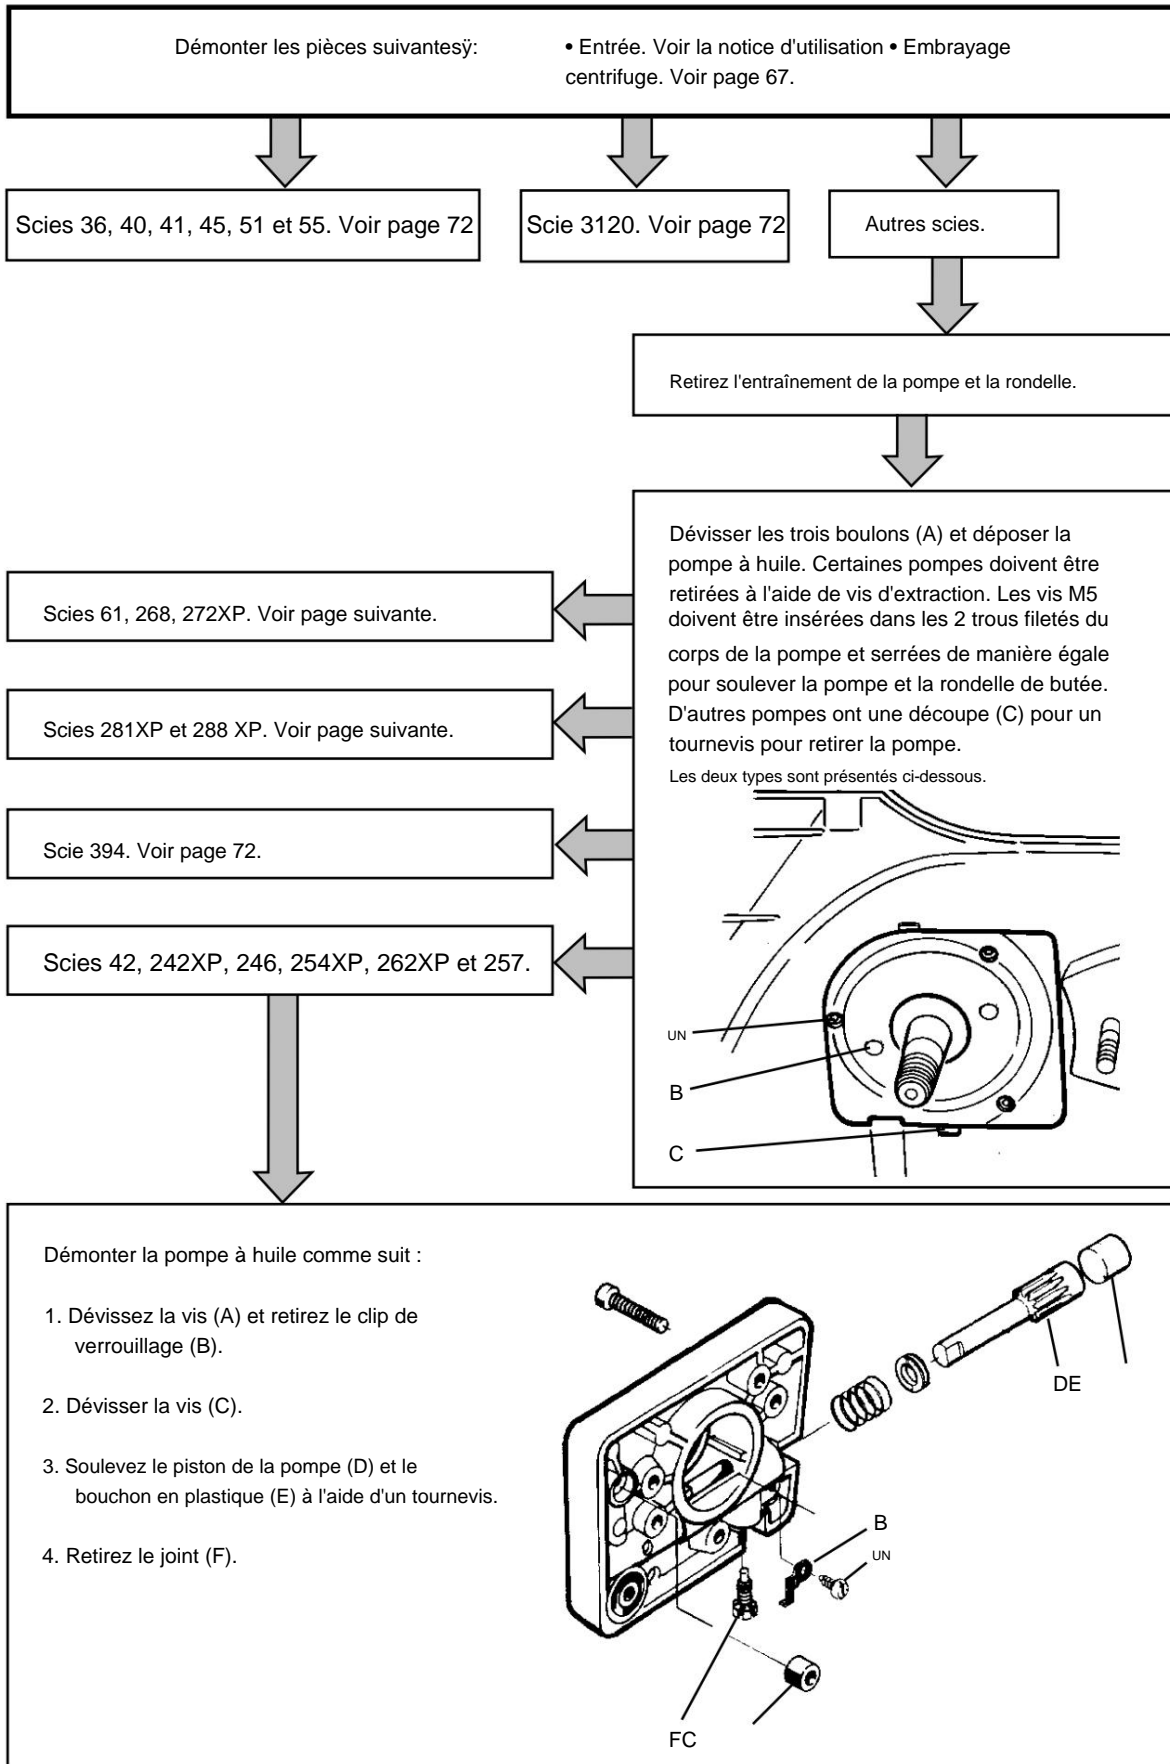 Démonter les pièces suivantesÿ:
• Entrée. Voir la notice d'utilisation • Embrayage
centrifuge. Voir page 67.
Scies 36, 40, 41, 45, 51 et 55. Voir page 72
Scie 3120. Voir page 72
Autres scies.
Retirez l'entraînement de la pompe et la rondelle.
Dévisser les trois boulons (A) et déposer la
pompe à huile. Certaines pompes doivent être
retirées à l'aide de vis d'extraction. Les vis M5
doivent être insérées dans les 2 trous filetés du
corps de la pompe et serrées de manière égale
pour soulever la pompe et la rondelle de butée.
D'autres pompes ont une découpe (C) pour un
tournevis pour retirer la pompe.
Les deux types sont présentés ci-dessous.
Scies 61, 268, 272XP. Voir page suivante.
Scies 281XP et 288 XP. Voir page suivante.
Scie 394. Voir page 72.
Scies 42, 242XP, 246, 254XP, 262XP et 257.
UN
B
C
Démonter la pompe à huile comme suit :
1. Dévissez la vis (A) et retirez le clip de
verrouillage (B).
2. Dévisser la vis (C).
3. Soulevez le piston de la pompe (D) et le
bouchon en plastique (E) à l'aide d'un tournevis.
4. Retirez le joint (F).
DE
B
UN
FC